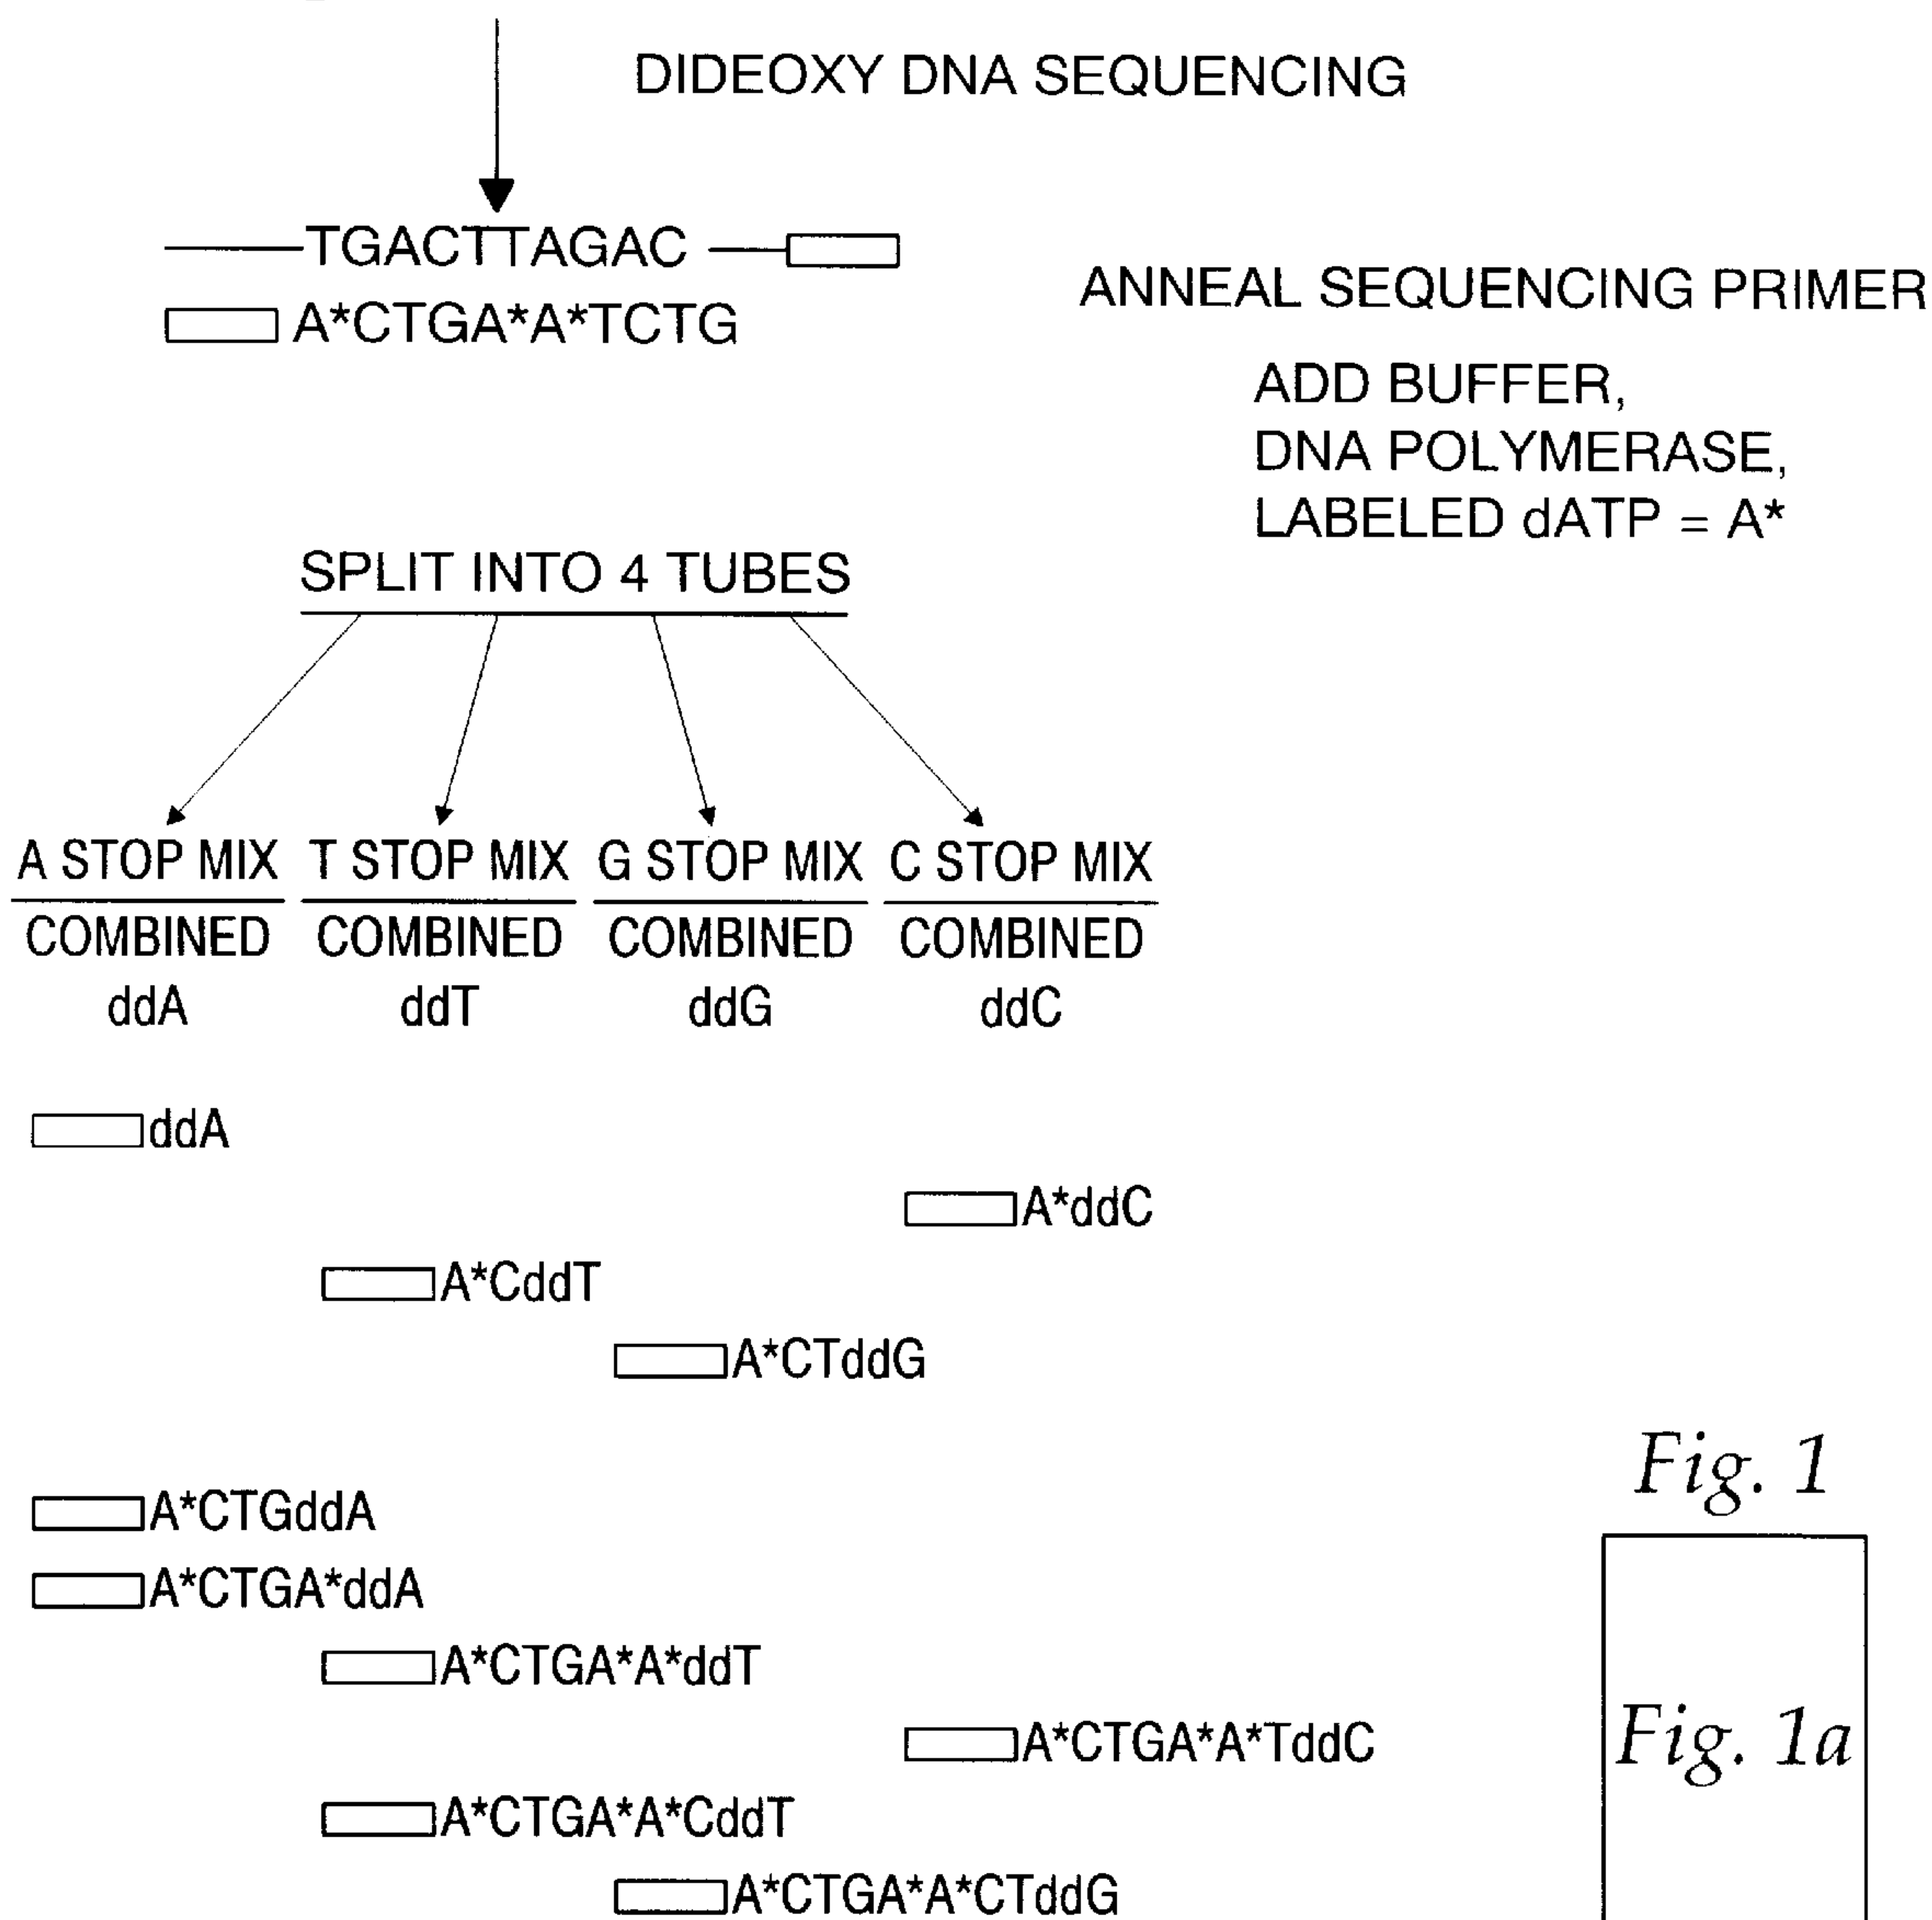 DIDEOXY DNA SEQUENCING
TGACTTAGAC
A*CTGA*A*TCTG
ANNEAL SEQUENCING PRIMER
ADD BUFFER,
DNA POLYMERASE,
LABELED dATP = A*
SPLIT INTO 4 TUBES
A STOP MIX T STOP MIX G STOP MIX C STOP MIX
COMBINED COMBINED COMBINED COMBINED
ddA ddT ddG ddC
ddA
A*ddC
A*CddT
A*CTddG
A*CTGddA
A*CTGA*ddA
A*CTGA*A*ddT
A*CTGA*A*TddC
A*CTGA*A*CddT
A*CTGA*A*CTddG
Fig. 1
Fig. 1a